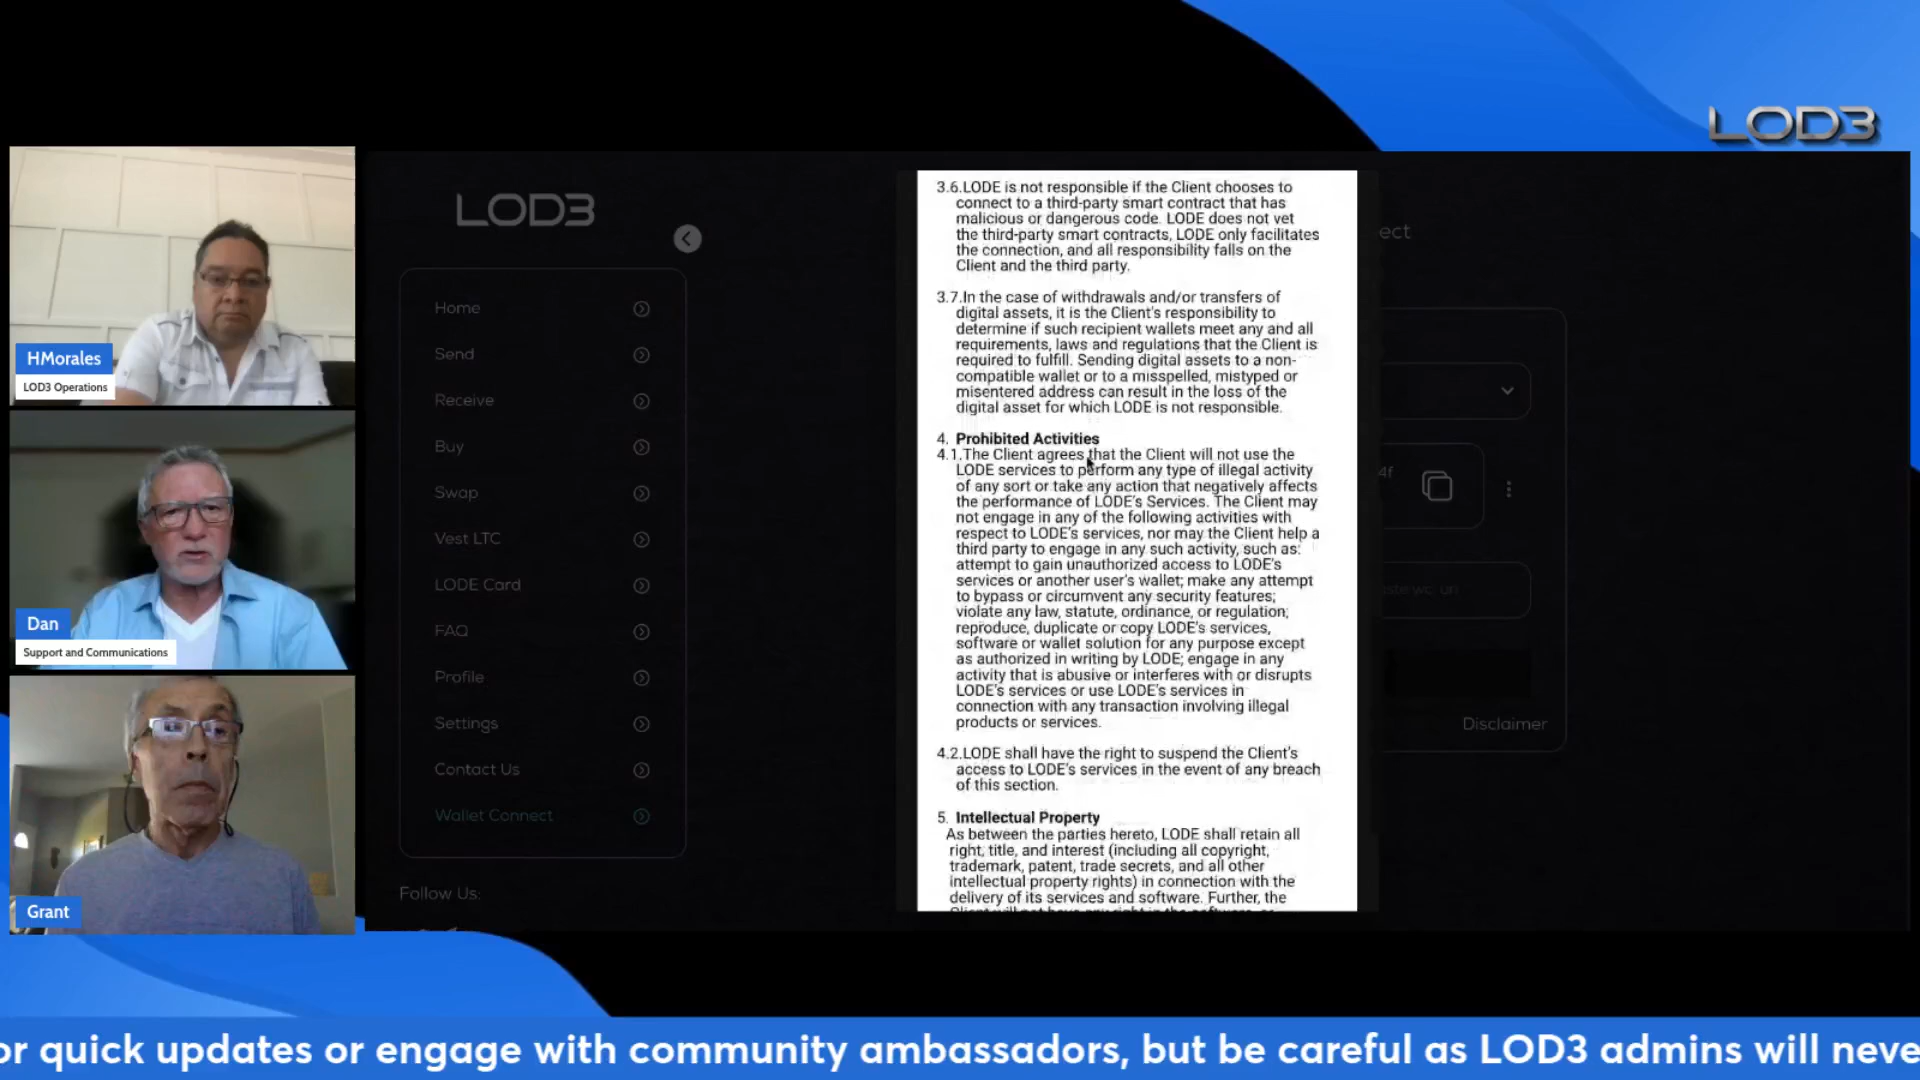 LOD3
HMorales
LOD3 Operations
Dan
Support and Communications
Grant
LOD3
Home
Send
Receive
Buy
Swap
Vest LTC
LODE Card
FAQ
Profile
Settings
Contact Us
Wallet Connect
Follow Us:
3.6.LODE is not responsible if the Client chooses to
connect to a third-party smart contract that has
malicious or dangerous code. LODE does not vet
the third-party smart contracts, LODE only facilitates
the connection, and all responsibility falls on the
Client and the third party.
3.7.In the case of withdrawals and/or transfers of
digital assets, it is the Client's responsibility to
determine if such recipient wallets meet any and all
requirements, laws and regulations that the Client is
required to fulfill. Sending digital assets to a non-
compatible wallet or to a misspelled, mistyped or
misentered address can result in the loss of the
digital asset for which LODE is not responsible.
4. Prohibited Activities
4.1.The Client agrees that the Client will not use the
LODE services to perform any type of illegal activity
of any sort or take any action that negatively affects
the performance of LODE's Services. The Client may
not engage in any of the following activities with
respect to LODE's services, nor may the Client help a
third party to engage in any such activity, such as:
attempt to gain unauthorized access to LODE's
services or another user's wallet; make any attempt
to bypass or circumvent any security features;
violate any law, statute, ordinance, or regulation;
reproduce, duplicate or copy LODE's services,
software or wallet solution for any purpose except
as authorized in writing by LODE; engage in any
activity that is abusive or interferes with or disrupts
LODE's services or use LODE's services in
connection with any transaction involving illegal
products or services.
4.2.LODE shall have the right to suspend the Client's
access to LODE's services in the event of any breach
of this section.
5. Intellectual Property
As between the parties hereto, LODE shall retain all
right, title, and interest (including all copyright,
trademark, patent, trade secrets, and all other
intellectual property rights) in connection with the
delivery of its services and software. Further, the
ect
4f
Disclaimer
or quick updates or engage with community ambassadors, but be careful as LOD3 admins will neve